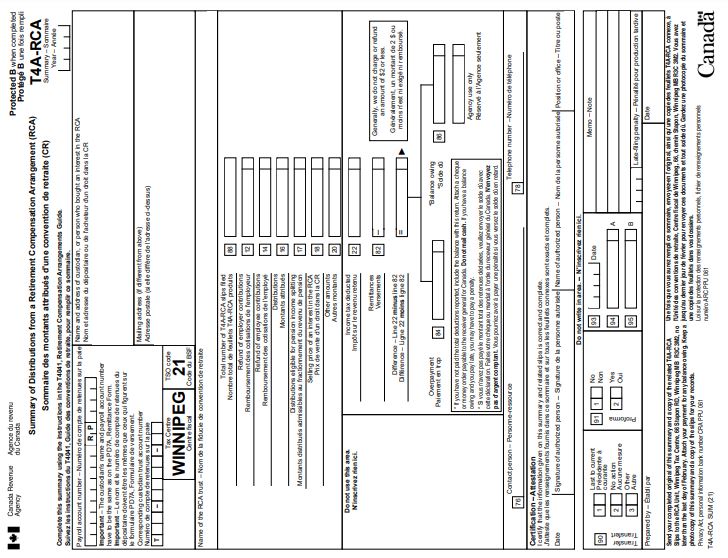 Canada Revenue Agency
Agence du revenu du Canada
Protected B when completed
Protégé B une fois rempli
Summary of Distributions from a Retirement Compensation Arrangement (RCA)
Sommaire des montants attribués d'une convention de retraite (CR)
T4A-RCA
Summary – Sommaire
Year – Année
Complete this summary using the instructions in the T4041, Retirement Compensation Arrangements Guide.
Suivez les instructions du T4041, Guide des conventions de retraite, pour remplir ce sommaire.
Payroll account number – Numéro de compte de retenues sur la paie
R P
Important – The custodian's name and payroll account number
have to be the same as on the PD7A, Remittance Form.
Important – Le nom et le numéro de compte de retenues du
dépositaire doivent être les mêmes que ceux qui figurent sur
le formulaire PD7A, Formulaire de versement.
Corresponding custodian trust account number
Numéro de compte de retenues sur la paie
T – –
Name and address of custodian, or person who bought an interest in the RCA
Nom et adresse du dépositaire ou de l'acheteur d'un droit dans la CR
Mailing address (if different from above)
Adresse postale (si elle diffère de l'adresse ci-dessus)
Tax Centre
WINNIPEG
Centre fiscal
TSO code
21
Code du BSF
Name of the RCA trust – Nom de la fiducie de convention de retraite
Total number of T4A-RCA slips filed
Nombre total de feuillets T4A-RCA produits
88
Refund of employer contributions
Remboursement des cotisations de l'employeur
12
Refund of employee contributions
Remboursement des cotisations de l'employé
14
Distributions
Montants attribués
16
Distributions eligible for pension income splitting
Montants distribués admissibles au fractionnement du revenu de pension
17
Selling price of an interest in the RCA
Prix de vente d'un droit dans la CR
18
Other amounts
Autres montants
20
Do not use this area.
N'inscrivez rien ici.
Income tax deducted
Impôt sur le revenu retenu
22
Remittances
Versements
82 –
Difference – Line 22 minus line 82
Différence – Ligne 22 moins ligne 82
=
Generally, we do not charge or refund
an amount of $2 or less.
Généralement, un montant de 2 $ ou
moins n'est ni exigé ni remboursé.
Overpayment
Paiement en trop
84
*Balance owing
*Solde dû
86
Agency use only
Réservé à l'Agence seulement
* If you have not paid the total deductions reported, include the balance with this return. Attach a cheque
or money order payable to the receiver general for Canada. Do not mail cash. If you have a balance
owing and you pay late, you may have to pay a penalty.
* Si vous n'avez pas payé le montant total des retenues déclarées, veuillez envoyer le solde dû avec
cette déclaration. Faites votre chèque ou mandat à l'ordre du receveur général du Canada. N'envoyez
pas d'argent comptant. Vous pourriez avoir à payer une pénalité si vous versez le solde dû en retard.
Contact person – Personne-ressource
76
Telephone number – Numéro de téléphone
78
Certification – Attestation
I certify that the information given on this summary and related slips is correct and complete.
J'atteste que les renseignements fournis dans ce sommaire et sur tous les feuillets connexes sont exacts et complets.
Date
Signature of authorized person – Signature de la personne autorisée
Name of authorized person – Nom de la personne autorisée
Position or office – Titre ou poste
Do not write in area. – N'inscrivez rien ici.
90
Transfer
Transfert
1
Last to current
Précédente à
courante
2
No action
Aucune mesure
3
Other
Autre
91
Proforma
1
No
Non
2
Yes
Oui
93
Date
94
A
95
B
Memo – Note
Late-filing penalty – Pénalité pour production tardive
Prepared by – Établi par
Date
Send your completed original of this summary and a copy of the related T4A-RCA
Slips to the RCA Unit, Winnipeg Tax Centre, 66 Stapon RD, Winnipeg MB R3C 3M2, no
later than the last day of February. Attach your payment for any balance owing. Keep a
photocopy of this summary and a copy of the slips for your records.
Privacy Act, personal information bank number CRA PPU 061
T4A-RCA SUM (21)
Une fois que vous aurez rempli ce sommaire, envoyez-en l'original, ainsi qu'une copie des feuillets T4A-RCA connexe, à
l'Unité des conventions de retraite, Centre fiscal de Winnipeg, 66, chemin Stapon, Winnipeg MB R3C 3M2. Vous avez
jusqu'au dernier jour de février pour envoyer ces documents et tout solde dû. Gardez une photocopie du sommaire et
une copie des feuillets dans vos dossiers.
Loi sur la protection des renseignements personnels, fichier de renseignements personnels
numéro ARC PPU 061
Canada